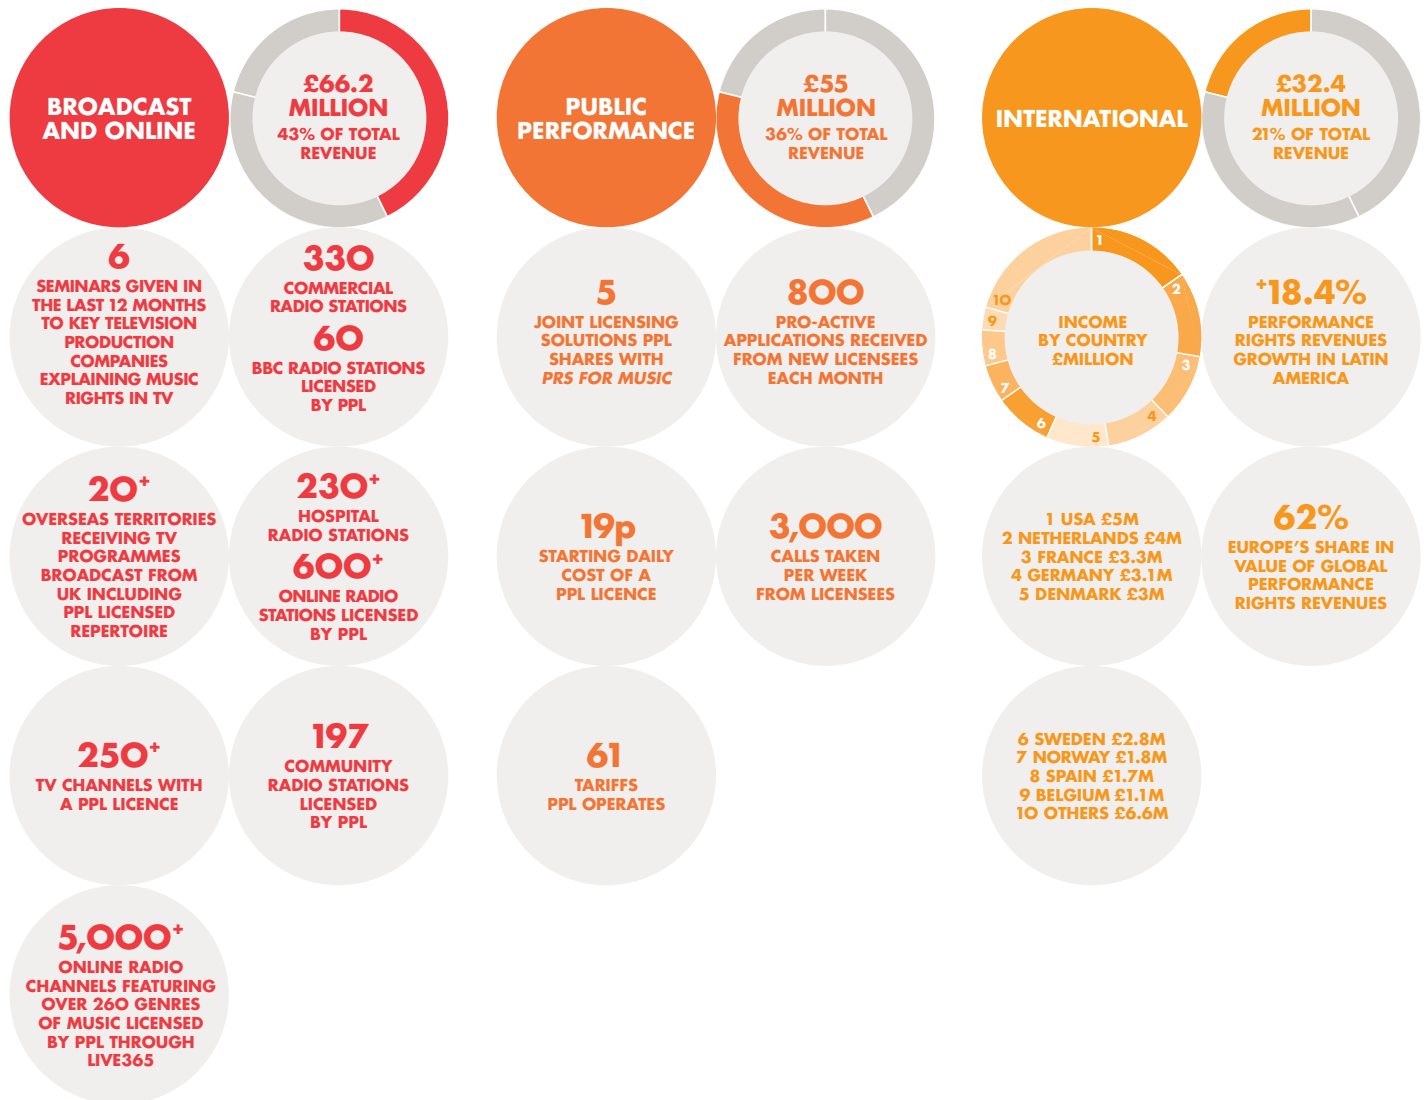 BROADCAST
AND ONLINE
£66.2
MILLION
43% OF TOTAL
REVENUE
6
SEMINARS GIVEN IN
THE LAST 12 MONTHS
TO KEY TELEVISION
PRODUCTION
COMPANIES
EXPLAINING MUSIC
RIGHTS IN TV
330
COMMERCIAL
RADIO STATIONS
60
BBC RADIO STATIONS
LICENSED
BY PPL
20+
OVERSEAS TERRITORIES
RECEIVING TV
PROGRAMMES
BROADCAST FROM
UK INCLUDING
PPL LICENSED
REPERTOIRE
230+
HOSPITAL
RADIO STATIONS
600+
ONLINE RADIO
STATIONS LICENSED
BY PPL
250+
TV CHANNELS WITH
A PPL LICENCE
197
COMMUNITY
RADIO STATIONS
LICENSED
BY PPL
5,000+
ONLINE RADIO
CHANNELS FEATURING
OVER 260 GENRES
OF MUSIC LICENSED
BY PPL THROUGH
LIVE365
PUBLIC
PERFORMANCE
£55
MILLION
36% OF TOTAL
REVENUE
5
JOINT LICENSING
SOLUTIONS PPL
SHARES WITH
PRS FOR MUSIC
800
PRO-ACTIVE
APPLICATIONS RECEIVED
FROM NEW LICENSEES
EACH MONTH
19p
STARTING DAILY
COST OF A
PPL LICENCE
3,000
CALLS TAKEN
PER WEEK
FROM LICENSEES
61
TARIFFS
PPL OPERATES
INTERNATIONAL
£32.4
MILLION
21% OF TOTAL
REVENUE
1
2
3
4
5
6
7
8
9
10
INCOME
BY COUNTRY
£MILLION
+18.4%
PERFORMANCE
RIGHTS REVENUES
GROWTH IN LATIN
AMERICA
1 USA £5M
2 NETHERLANDS £4M
3 FRANCE £3.3M
4 GERMANY £3.1M
5 DENMARK £3M
62%
EUROPE'S SHARE IN
VALUE OF GLOBAL
PERFORMANCE
RIGHTS REVENUES
6 SWEDEN £2.8M
7 NORWAY £1.8M
8 SPAIN £1.7M
9 BELGIUM £1.1M
10 OTHERS £6.6M